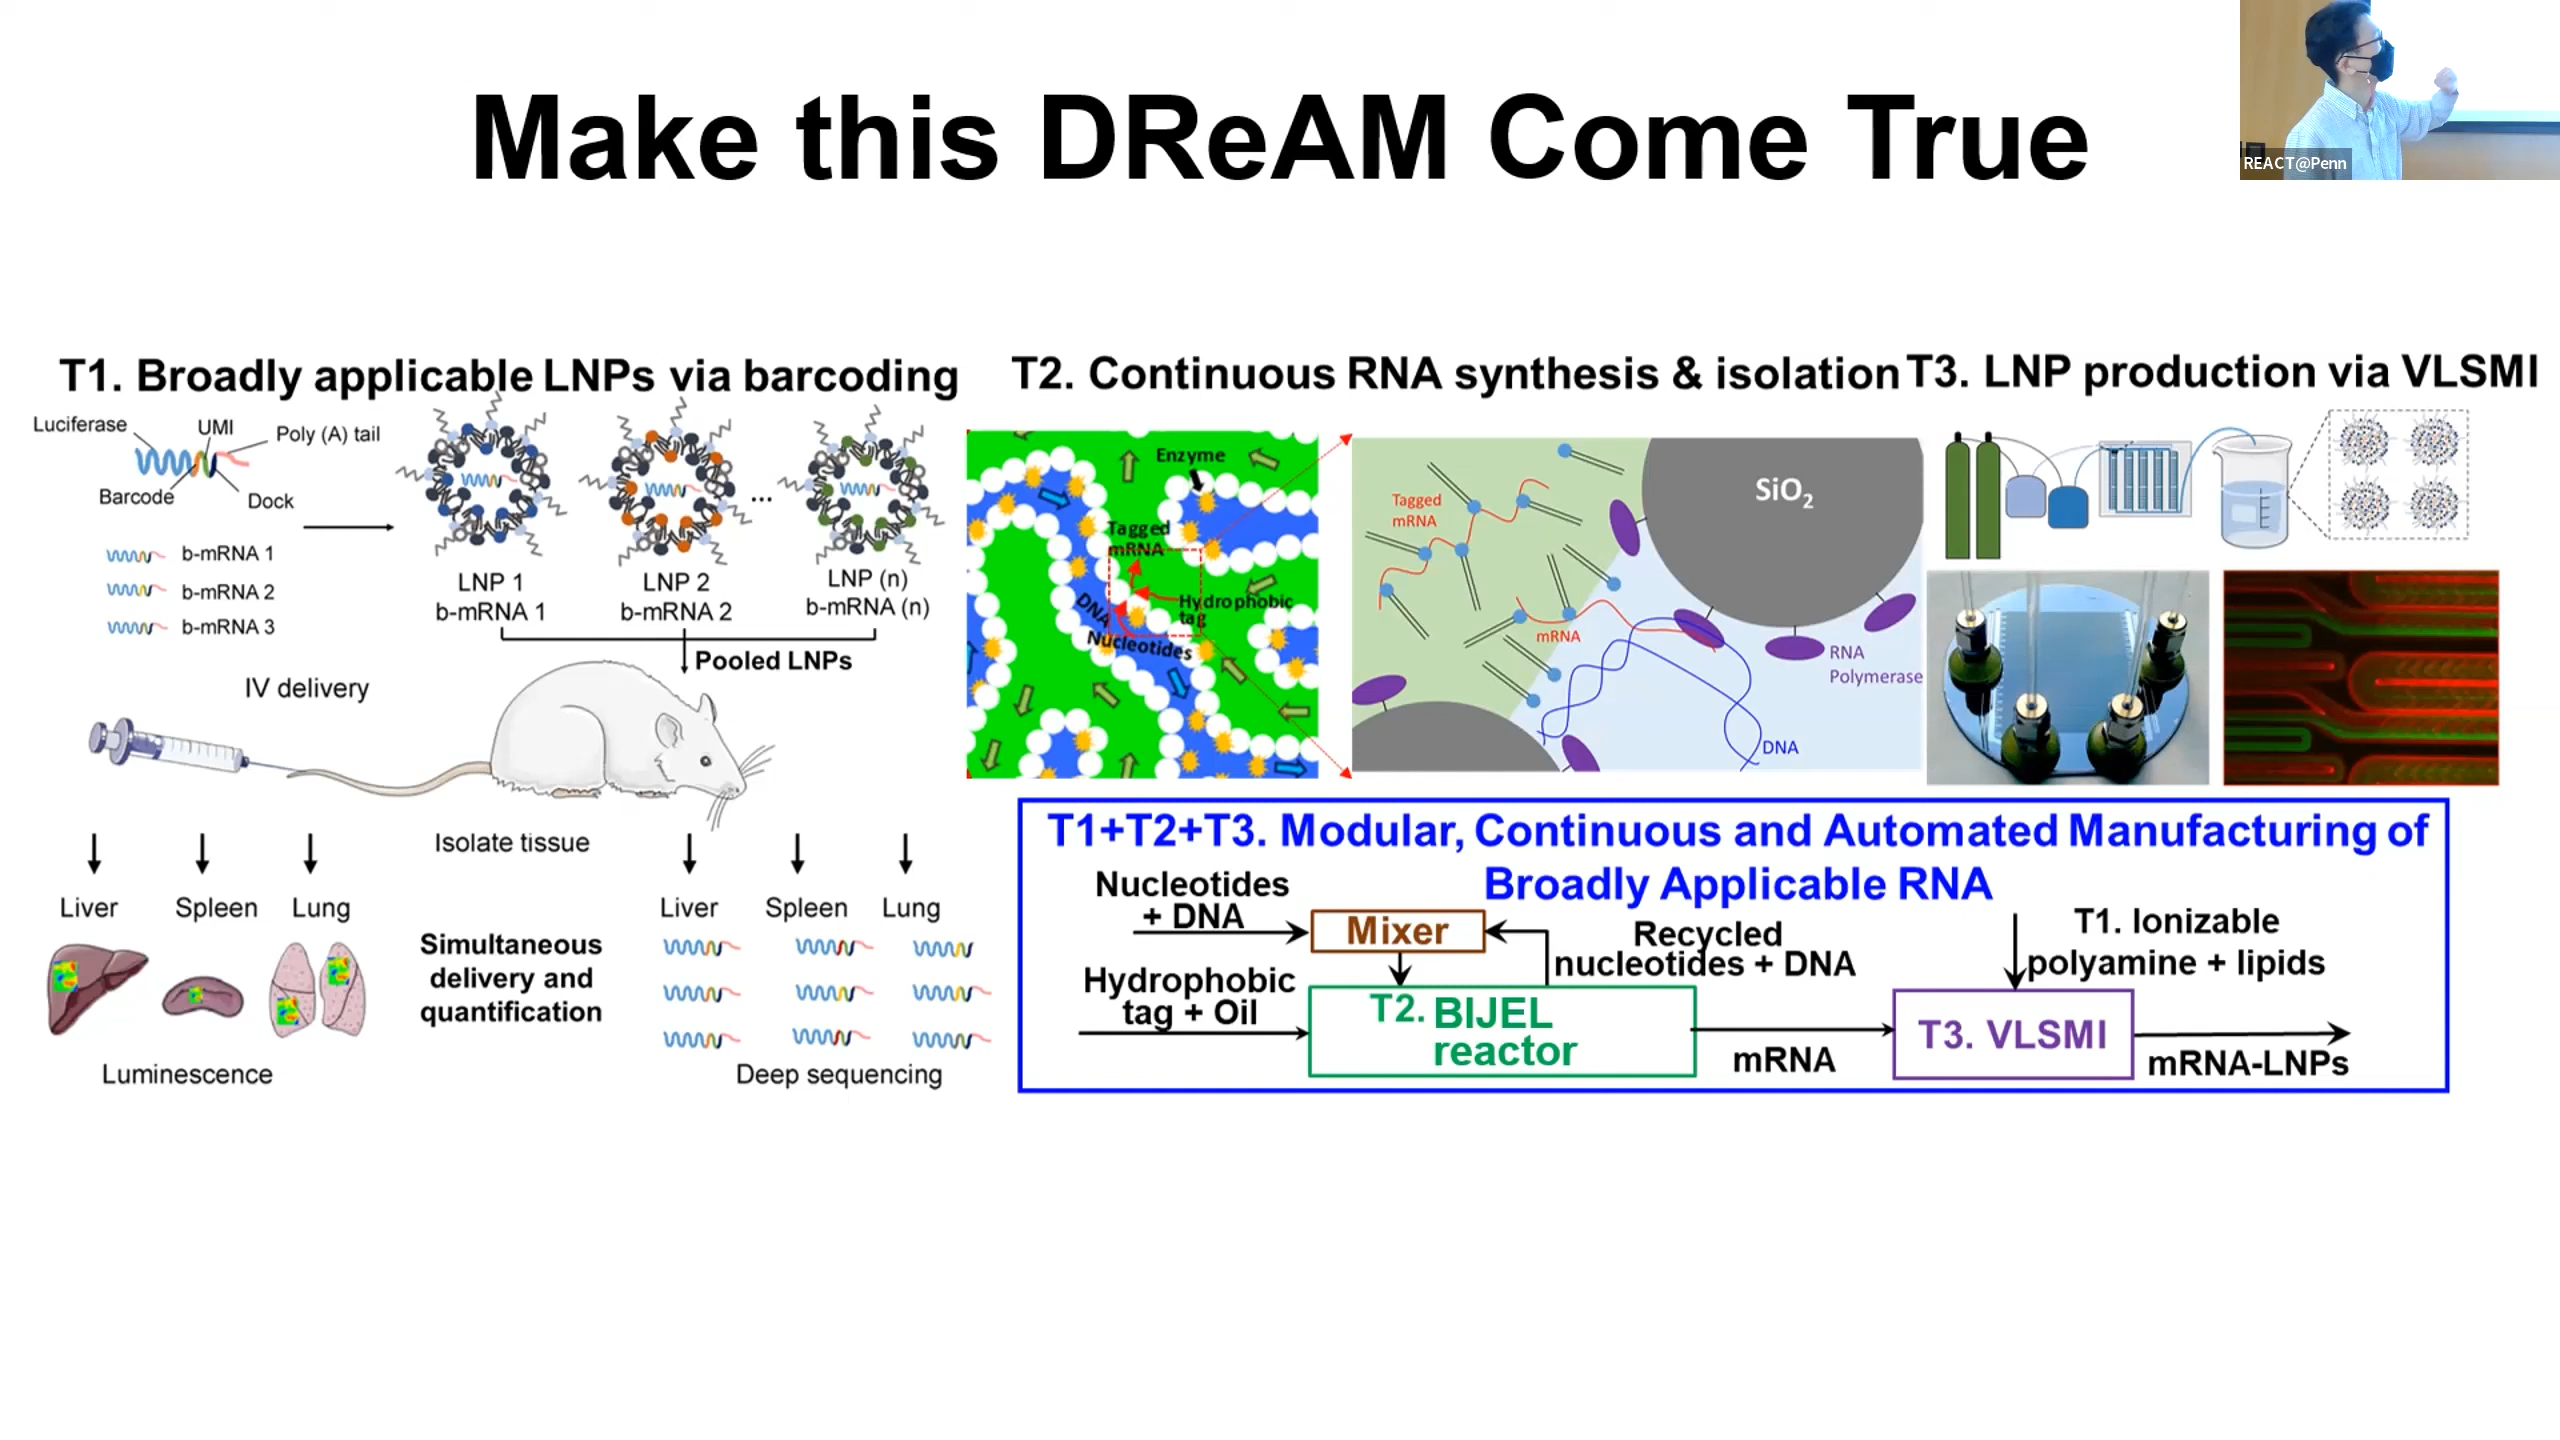 Make this DReAM Come True
REACT@Penn
T1. Broadly applicable LNPs via barcoding
Luciferase
UMI
Poly (A) tail
Barcode
Dock
b-mRNA 1
b-mRNA 2
b-mRNA 3
LNP 1
b-mRNA 1
LNP 2
b-mRNA 2
...
LNP (n)
b-mRNA (n)
Pooled LNPs
IV delivery
Isolate tissue
Liver
Spleen
Lung
Luminescence
Simultaneous
delivery and
quantification
Liver
Spleen
Lung
Deep sequencing
T2. Continuous RNA synthesis & isolation
Enzyme
Tagged
mRNA
Hydrophobic
tag
DNA
Nucleotides
Tagged
mRNA
SiO₂
mRNA
RNA
Polymerase
DNA
T3. LNP production via VLSMI
T1+T2+T3. Modular, Continuous and Automated Manufacturing of
Broadly Applicable RNA
Nucleotides
+ DNA
Mixer
Recycled
nucleotides + DNA
Hydrophobic
tag + Oil
T2. BIJEL
reactor
mRNA
T1. Ionizable
polyamine + lipids
T3. VLSMI
mRNA-LNPs